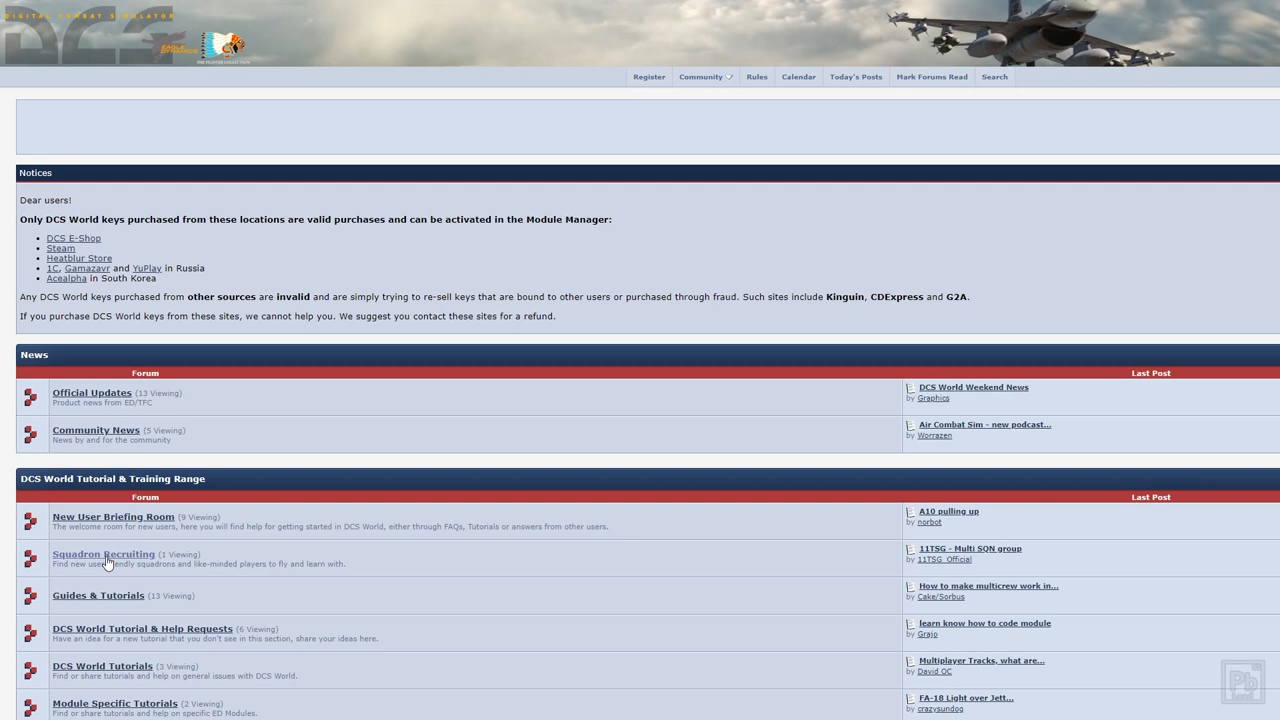 DIGITAL COMBAT SIMULATOR
DCS
EAGLE DYNAMICS
THE FIGHTER COLLECTION
Register Community Rules Calendar Today's Posts Mark Forums Read Search
Notices
Dear users!
Only DCS World keys purchased from these locations are valid purchases and can be activated in the Module Manager:
DCS E-Shop
Steam
Heatblur Store
1C, Gamazavr and YuPlay in Russia
Acealpha in South Korea
Any DCS World keys purchased from other sources are invalid and are simply trying to re-sell keys that are bound to other users or purchased through fraud. Such sites include Kinguin, CDExpress and G2A.
If you purchase DCS World keys from these sites, we cannot help you. We suggest you contact these sites for a refund.
News
Forum Last Post
Official Updates (13 Viewing) DCS World Weekend News
Product news from ED/TFC by Graphics
Community News (5 Viewing) Air Combat Sim - new podcast...
News by and for the community by Worrazen
DCS World Tutorial & Training Range
Forum Last Post
New User Briefing Room (9 Viewing) A10 pulling up
The welcome room for new users, here you will find help for getting started in DCS World, either through FAQs, Tutorials or answers from other users. by norbot
Squadron Recruiting (1 Viewing) 11TSG - Multi SQN group
Find new user endly squadrons and like-minded players to fly and learn with. by 11TSG_Official
Guides & Tutorials (13 Viewing) How to make multicrew work in...
by Cake/Sorbus
DCS World Tutorial & Help Requests (6 Viewing) learn know how to code module
Have an idea for a new tutorial that you don't see in this section, share your ideas here. by Grajo
DCS World Tutorials (3 Viewing) Multiplayer Tracks, what are...
Find or share tutorials and help on general issues with DCS World. by David OC
Module Specific Tutorials (2 Viewing) FA-18 Light over Jett...
Find or share tutorials and help on specific ED Modules. by crazysundog
Pb